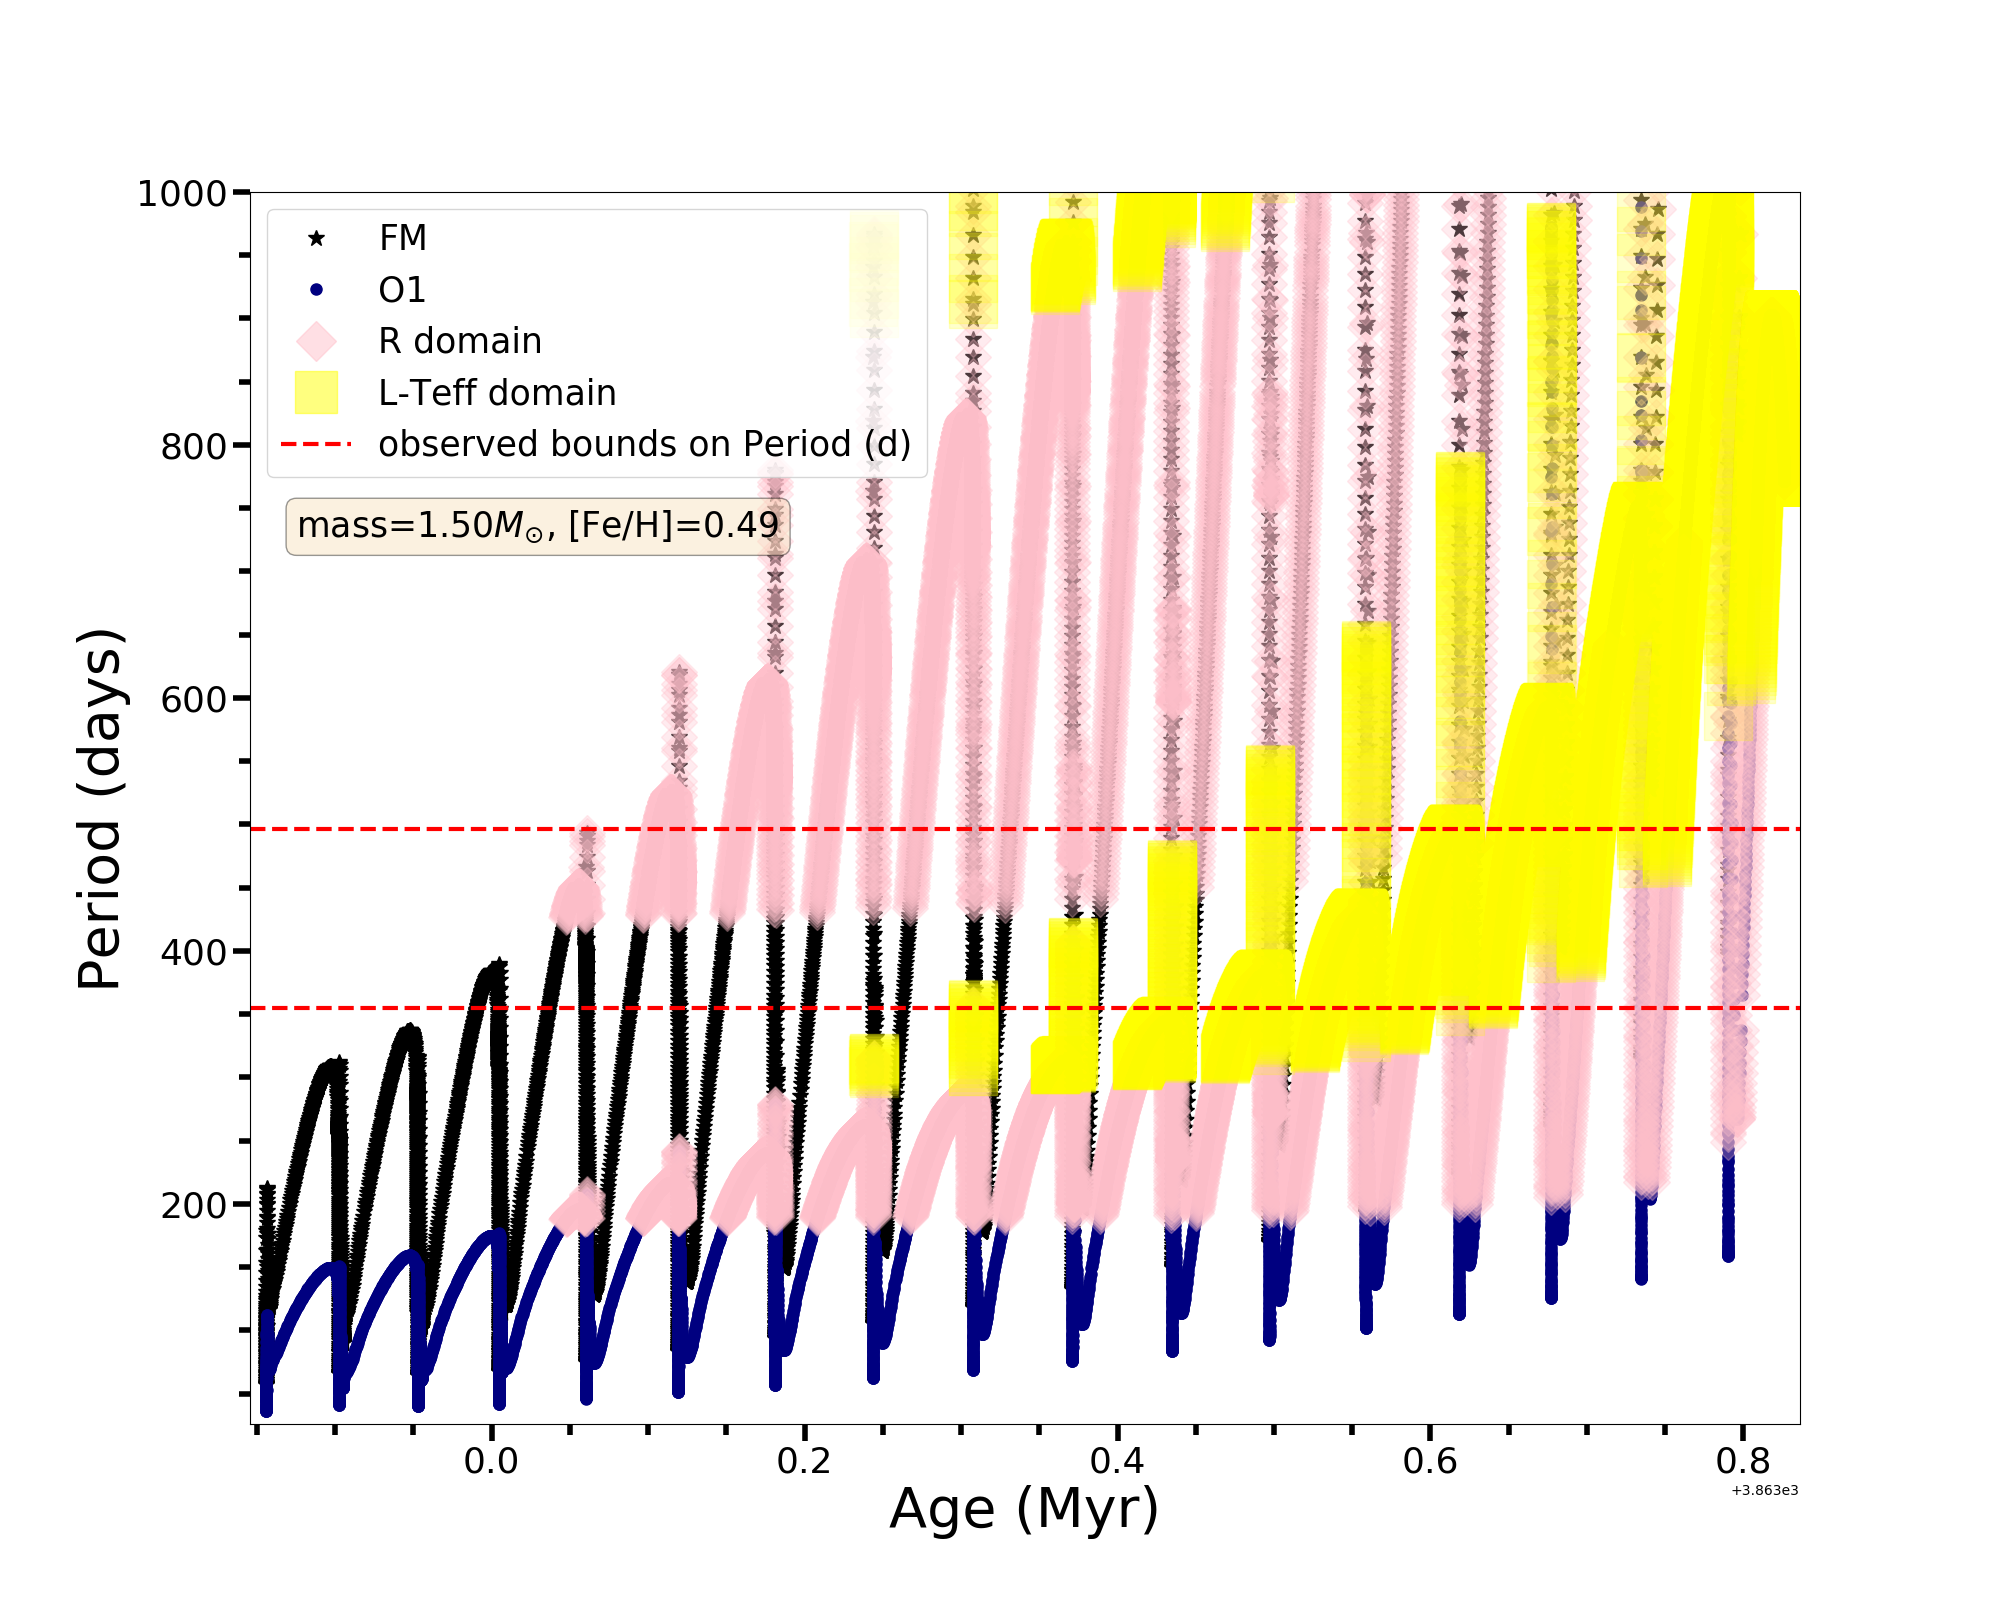 1000
800
600
400
200
Period (days)
FM
O1
R domain
L-Teff domain
observed bounds on Period (d)
mass=1.50M⊙, [Fe/H]=0.49
0.0 0.2 0.4 0.6 0.8
+3.863e3
Age (Myr)